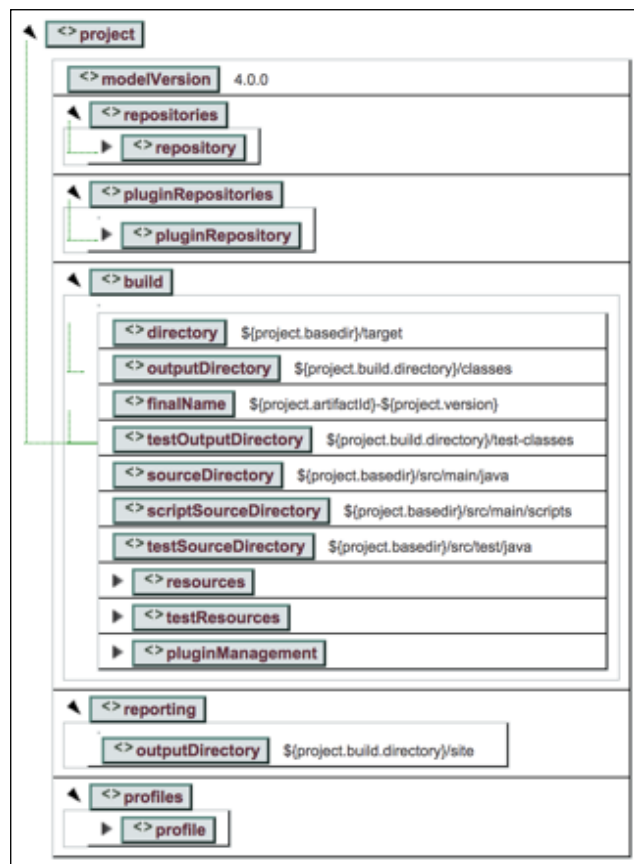 <> project
<> modelVersion 4.0.0
<> repositories
<> repository
<> pluginRepositories
<> pluginRepository
<> build
<> directory ${project.basedir}/target
<> outputDirectory ${project.build.directory}/classes
<> finalName ${project.artifactId}-${project.version}
<> testOutputDirectory ${project.build.directory}/test-classes
<> sourceDirectory ${project.basedir}/src/main/java
<> scriptSourceDirectory ${project.basedir}/src/main/scripts
<> testSourceDirectory ${project.basedir}/src/test/java
<> resources
<> testResources
<> pluginManagement
<> reporting
<> outputDirectory ${project.build.directory}/site
<> profiles
<> profile